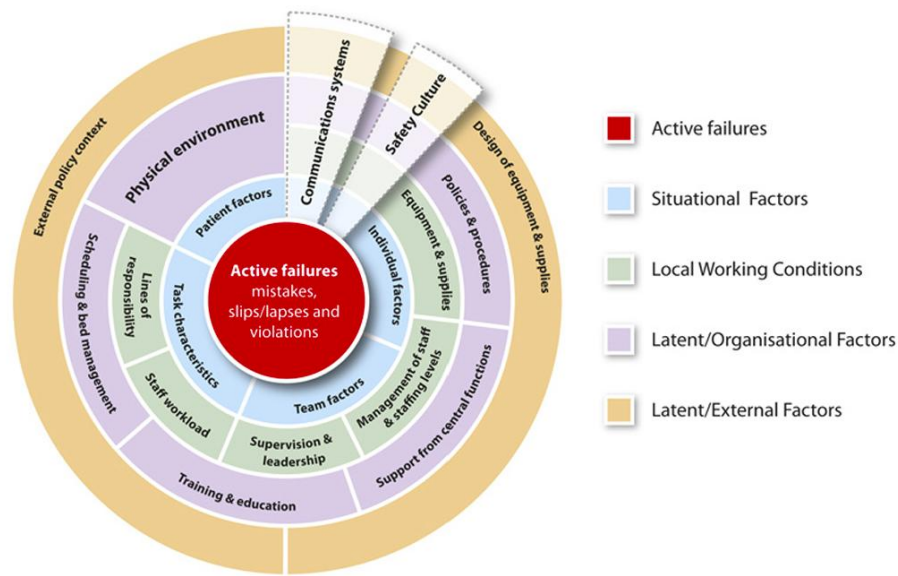 External policy context
Design of equipment & supplies
Communications systems
Safety Culture
Physical environment
Policies & procedures
Scheduling & bed management
Training & education
Support from central functions
Lines of
responsibility
Equipment & supplies
Staff workload
Supervision &
leadership
Management of staff
& staffing levels
Patient factors
Individual factors
Task characteristics
Team factors
Active failures
mistakes,
slips/lapses and
violations
Active failures
Situational Factors
Local Working Conditions
Latent/Organisational Factors
Latent/External Factors